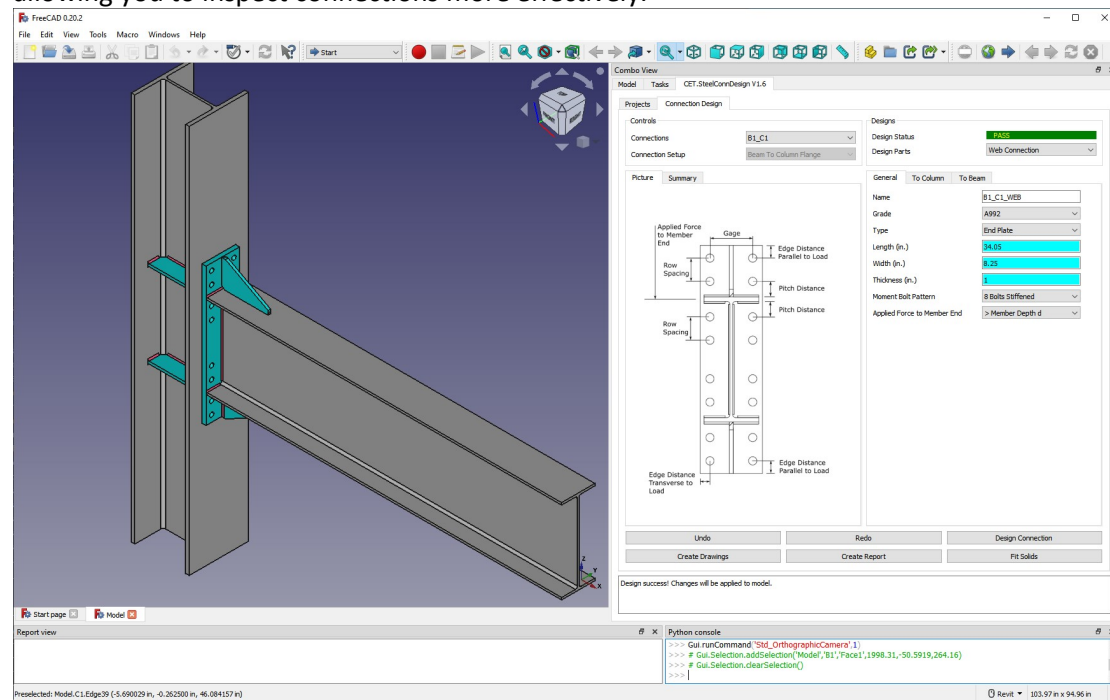 allowing you to inspect connections more effectively.
FreeCAD 0.20.2
File Edit View Tools Macro Windows Help
Start
Combo View
Model Tasks CET.SteelConnDesign V1.6
Projects Connection Design
Controls
Connections B1_C1
Connection Setup Beam To Column Flange
Designs
Design Status PASS
Design Parts Web Connection
Picture Summary
General To Column To Beam
Name B1_C1_WEB
Grade A992
Type End Plate
Length (in.) 34.05
Width (in.) 8.25
Thickness (in.) 1
Moment Bolt Pattern 8 Bolts Stiffened
Applied Force to Member End > Member Depth d
Applied Force
to Member
End
Gage
Edge Distance
Parallel to Load
Row
Spacing
Pitch Distance
Pitch Distance
Row
Spacing
Edge Distance
Parallel to Load
Edge Distance
Transverse to
Load
Undo Redo Design Connection
Create Drawings Create Report Fit Solids
Design success! Changes will be applied to model.
Z
Y
X
Start page Model
Report view
Python console
>>> Gui.runCommand('Std_OrthographicCamera',1)
>>> # Gui.Selection.addSelection('Model','B1','Face1',1998.31,-50.5919,264.16)
>>> # Gui.Selection.clearSelection()
>>>
Preselected: Model.C1.Edge39 (-5.690029 in, -0.262500 in, 46.084157 in)
Revit 103.97 in x 94.96 in